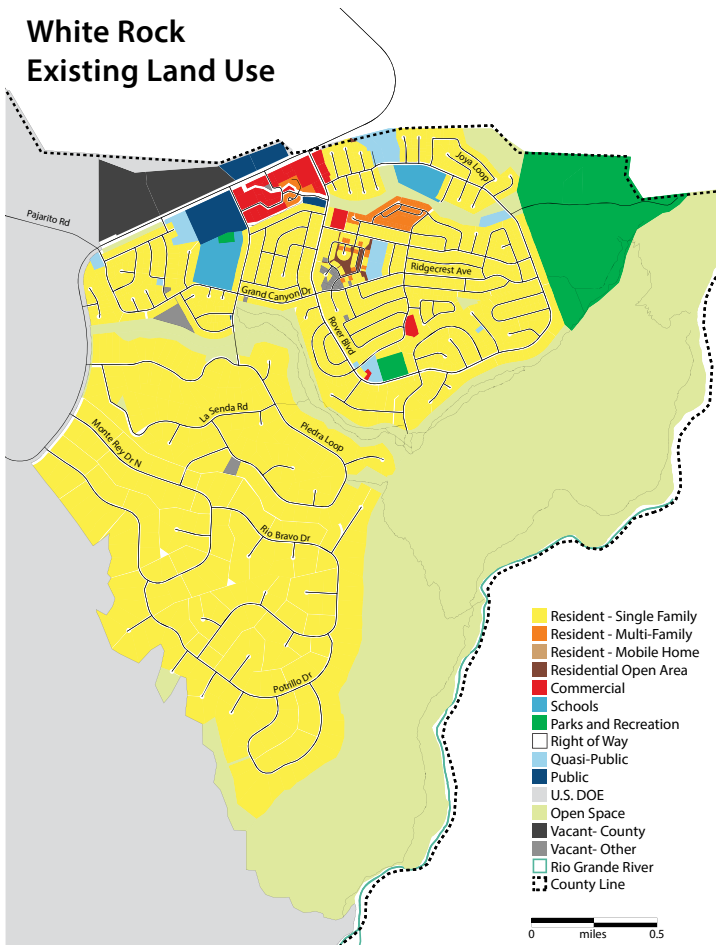 White Rock
Existing Land Use
Joya Loop
Pajarito Rd
Ridgecrest Ave
Grand Canyon Dr
Rover Blvd
La Senda Rd
Piedra Loop
Monte Rey Dr N
Rio Bravo Dr
Potrillo Dr
Resident - Single Family
Resident - Multi-Family
Resident - Mobile Home
Residential Open Area
Commercial
Schools
Parks and Recreation
Right of Way
Quasi-Public
Public
U.S. DOE
Open Space
Vacant- County
Vacant- Other
Rio Grande River
County Line
0 miles 0.5